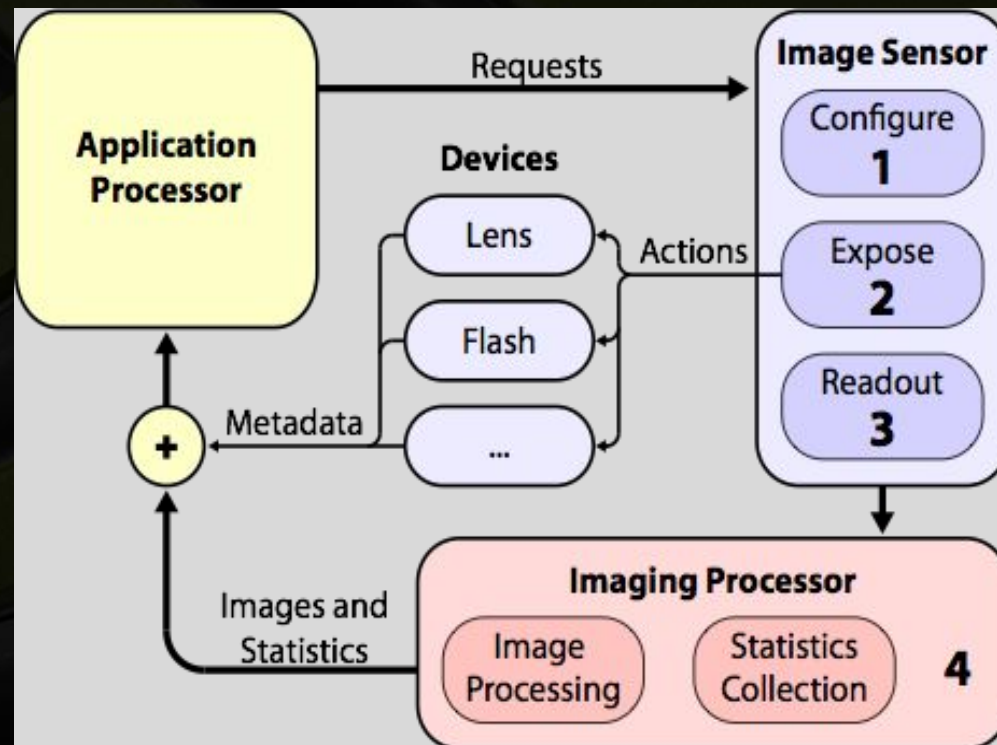 Application
Processor
Requests
Image Sensor
Configure
1
Devices
Lens
Actions
Expose
2
Flash
Readout
3
Metadata
+
...
Imaging Processor
Images and
Statistics
Image
Processing
Statistics
Collection
4